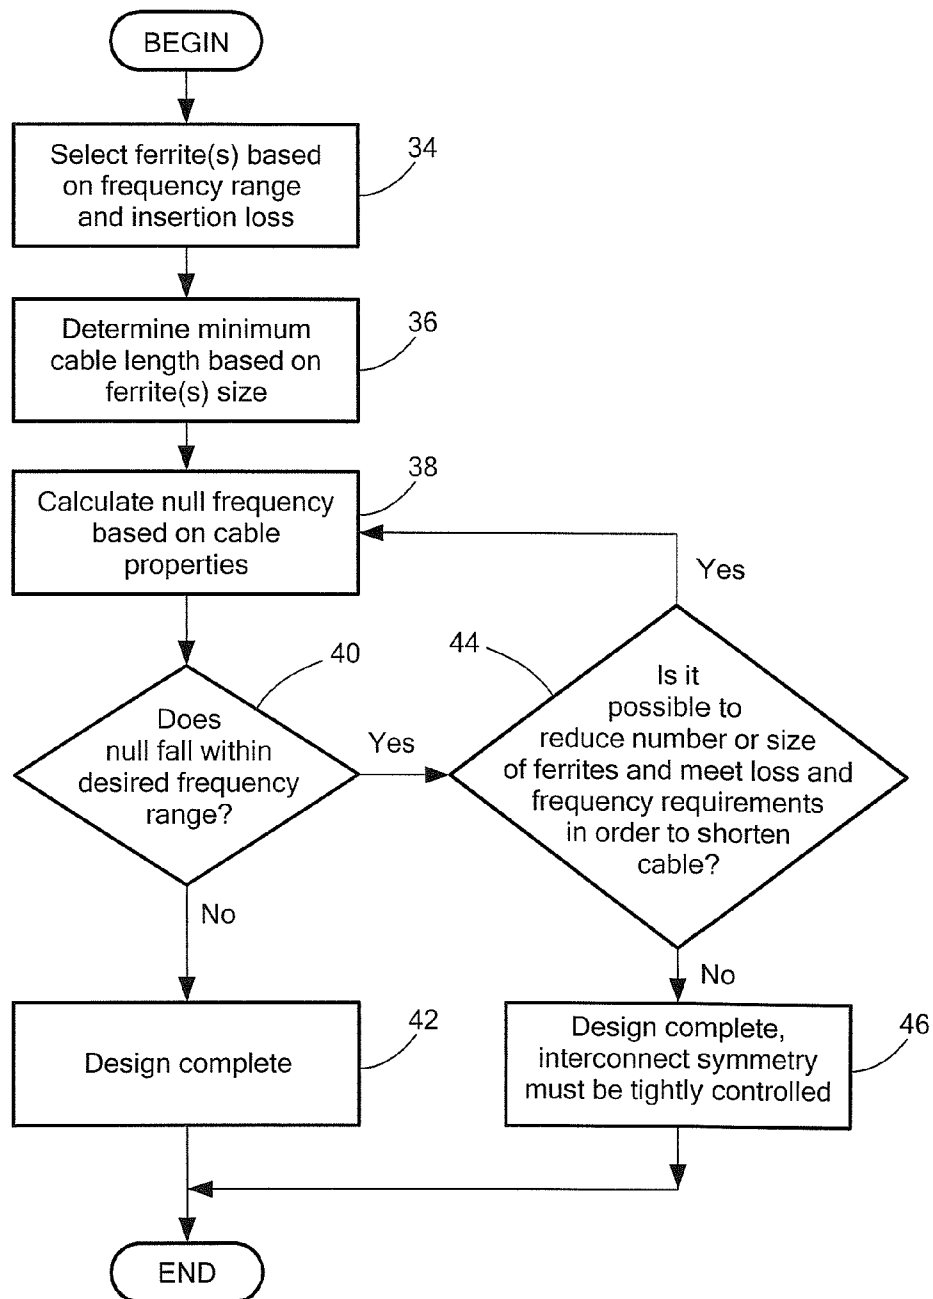 BEGIN
Select ferrite(s) based
on frequency range
and insertion loss
34
Determine minimum
cable length based on
ferrite(s) size
36
Calculate null frequency
based on cable
properties
38
Yes
Does
null fall within
desired frequency
range?
40
Yes
Is it
possible to
reduce number or size
of ferrites and meet loss and
frequency requirements
in order to shorten
cable?
44
No
No
Design complete
42
Design complete,
interconnect symmetry
must be tightly controlled
46
END